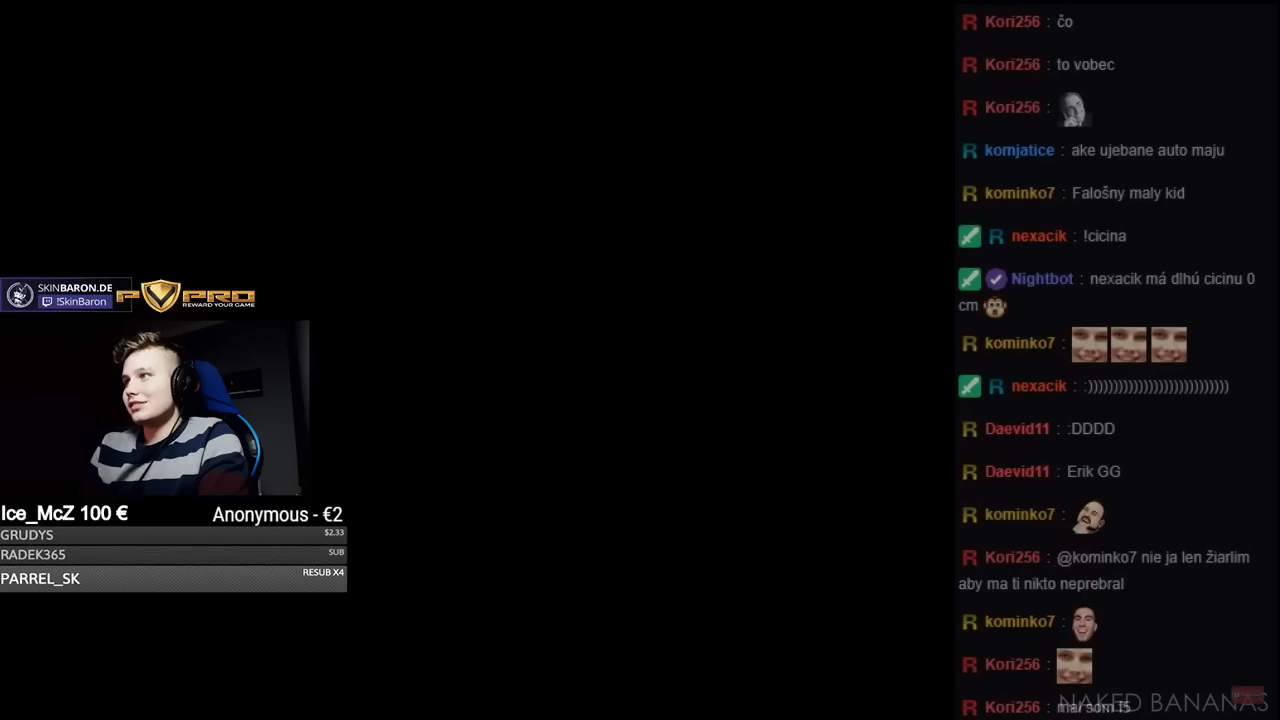 SKINBARON.DE
!SkinBaron
PVPRO
REWARD YOUR GAME
Ice_McZ 100 €
Anonymous - €2
GRUDYS $2.33
RADEK365 SUB
PARREL_SK RESUB X4
R Kori256 : čo
R Kori256 : to vobec
R Kori256 :
R komjatice : ake ujebane auto maju
R kominko7 : Falošny maly kid
R nexacik : !cicina
Nightbot : nexacik má dlhú cicinu 0
cm
R kominko7 :
R nexacik : :))))))))))))))))))))))))))))
R Daevid11 : :DDDD
R Daevid11 : Erik GG
R kominko7 :
R Kori256 : @kominko7 nie ja len žiarlim
aby ma ti nikto neprebral
R kominko7 :
R Kori256 :
R Kori256 : mal som f5
NAKED BANANAS